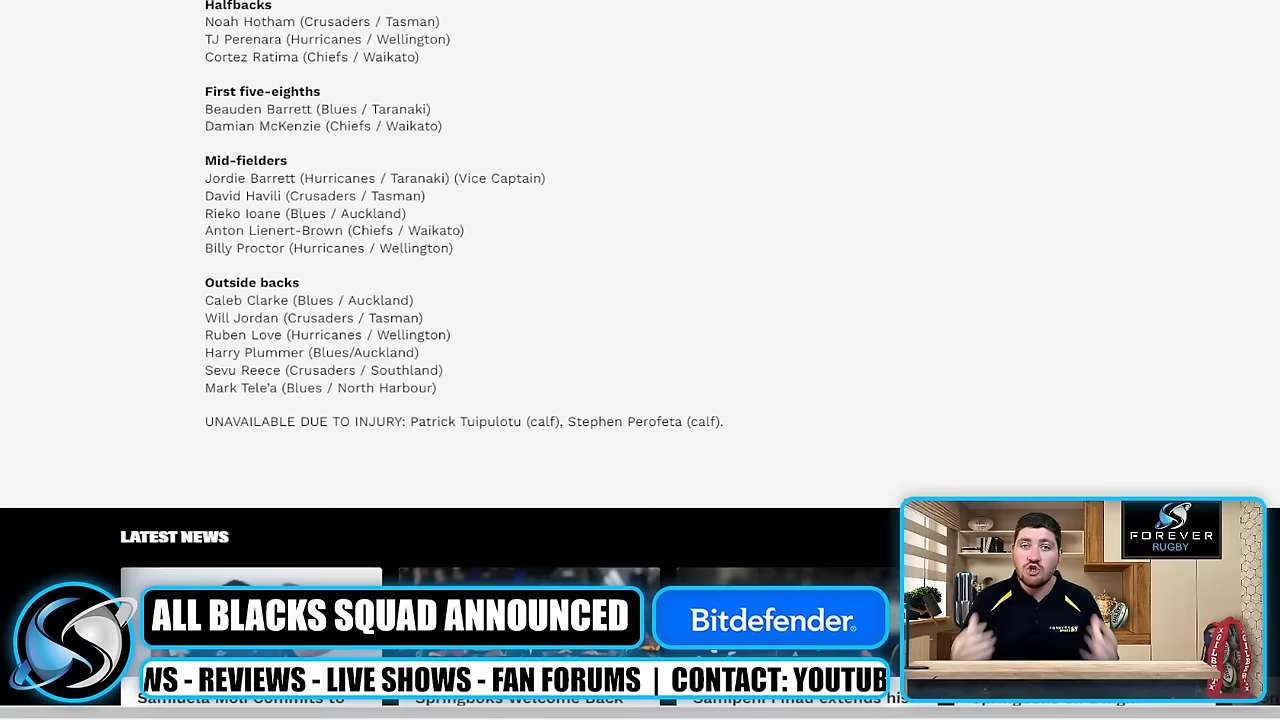 Halfbacks
Noah Hotham (Crusaders / Tasman)
TJ Perenara (Hurricanes / Wellington)
Cortez Ratima (Chiefs / Waikato)
First five-eighths
Beauden Barrett (Blues / Taranaki)
Damian McKenzie (Chiefs / Waikato)
Mid-fielders
Jordie Barrett (Hurricanes / Taranaki) (Vice Captain)
David Havili (Crusaders / Tasman)
Rieko Ioane (Blues / Auckland)
Anton Lienert-Brown (Chiefs / Waikato)
Billy Proctor (Hurricanes / Wellington)
Outside backs
Caleb Clarke (Blues / Auckland)
Will Jordan (Crusaders / Tasman)
Ruben Love (Hurricanes / Wellington)
Harry Plummer (Blues/Auckland)
Sevu Reece (Crusaders / Southland)
Mark Tele’a (Blues / North Harbour)
UNAVAILABLE DUE TO INJURY: Patrick Tuipulotu (calf), Stephen Perofeta (calf).
LATEST NEWS
FOREVER
RUGBY
ALL BLACKS SQUAD ANNOUNCED
Bitdefender
WS - REVIEWS - LIVE SHOWS - FAN FORUMS | CONTACT: YOUTUB
Springboks Welcome Back